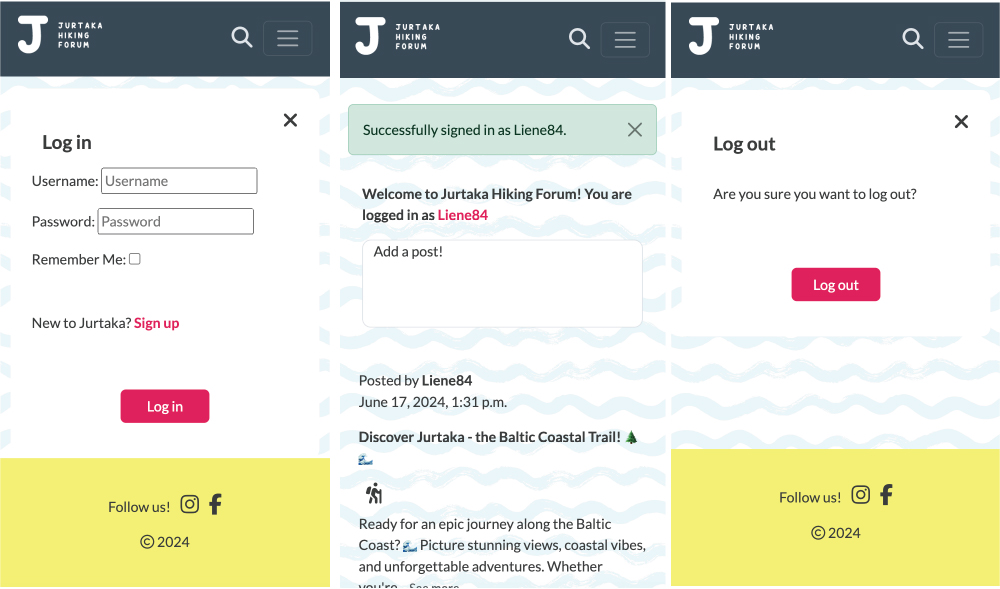 JURTAKA
HIKING
FORUM
Log in
Username: Username
Password: Password
Remember Me:
New to Jurtaka? Sign up
Log in
Follow us!
© 2024
JURTAKA
HIKING
FORUM
Successfully signed in as Liene84.
Welcome to Jurtaka Hiking Forum! You are
logged in as Liene84
Add a post!
Posted by Liene84
June 17, 2024, 1:31 p.m.
Discover Jurtaka - the Baltic Coastal Trail! 🌲
🌊
Ready for an epic journey along the Baltic
Coast? 🌊 Picture stunning views, coastal vibes,
and unforgettable adventures. Whether
you're... See more
JURTAKA
HIKING
FORUM
Log out
Are you sure you want to log out?
Log out
Follow us!
© 2024